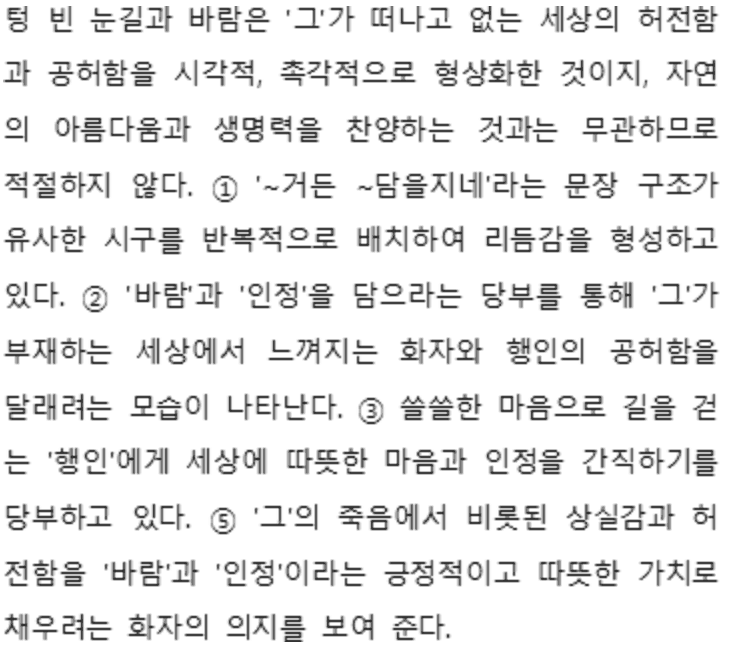 텅 빈 눈길과 바람은 '그'가 떠나고 없는 세상의 허전함
과 공허함을 시각적, 촉각적으로 형상화한 것이지, 자연
의 아름다움과 생명력을 찬양하는 것과는 무관하므로
적절하지 않다. ① '~거든 ~담을지네'라는 문장 구조가
유사한 시구를 반복적으로 배치하여 리듬감을 형성하고
있다. ② '바람'과 '인정'을 담으라는 당부를 통해 '그'가
부재하는 세상에서 느껴지는 화자와 행인의 공허함을
달래려는 모습이 나타난다. ③ 쓸쓸한 마음으로 길을 걷
는 '행인'에게 세상에 따뜻한 마음과 인정을 간직하기를
당부하고 있다. ⑤ '그'의 죽음에서 비롯된 상실감과 허
전함을 '바람'과 '인정'이라는 긍정적이고 따뜻한 가치로
채우려는 화자의 의지를 보여 준다.